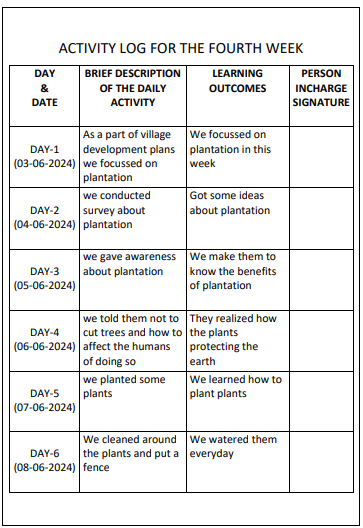 ACTIVITY LOG FOR THE FOURTH WEEK
DAY
&
DATE
BRIEF DESCRIPTION
OF THE DAILY
ACTIVITY
LEARNING
OUTCOMES
PERSON
INCHARGE
SIGNATURE
DAY-1
(03-06-2024)
As a part of village
development plans
we focussed on
plantation
We focussed on
plantation in this
week
DAY-2
(04-06-2024)
we conducted
survey about
plantation
Got some ideas
about plantation
DAY-3
(05-06-2024)
we gave awareness
about plantation
We make them to
know the benefits
of plantation
DAY-4
(06-06-2024)
we told them not to
cut trees and how to
affect the humans
of doing so
They realized how
the plants
protecting the
earth
DAY-5
(07-06-2024)
we planted some
plants
We learned how to
plant plants
DAY-6
(08-06-2024)
We cleaned around
the plants and put a
fence
We watered them
everyday